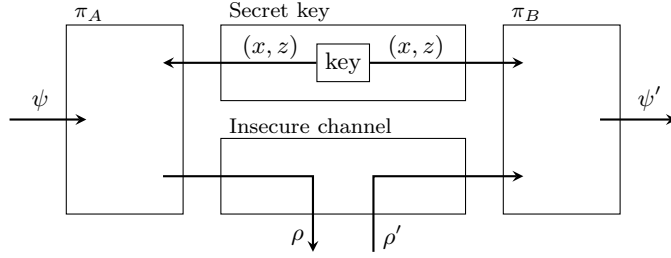 π_A Secret key π_B
(x, z) key (x, z)
ψ ψ′
Insecure channel
ρ ρ′